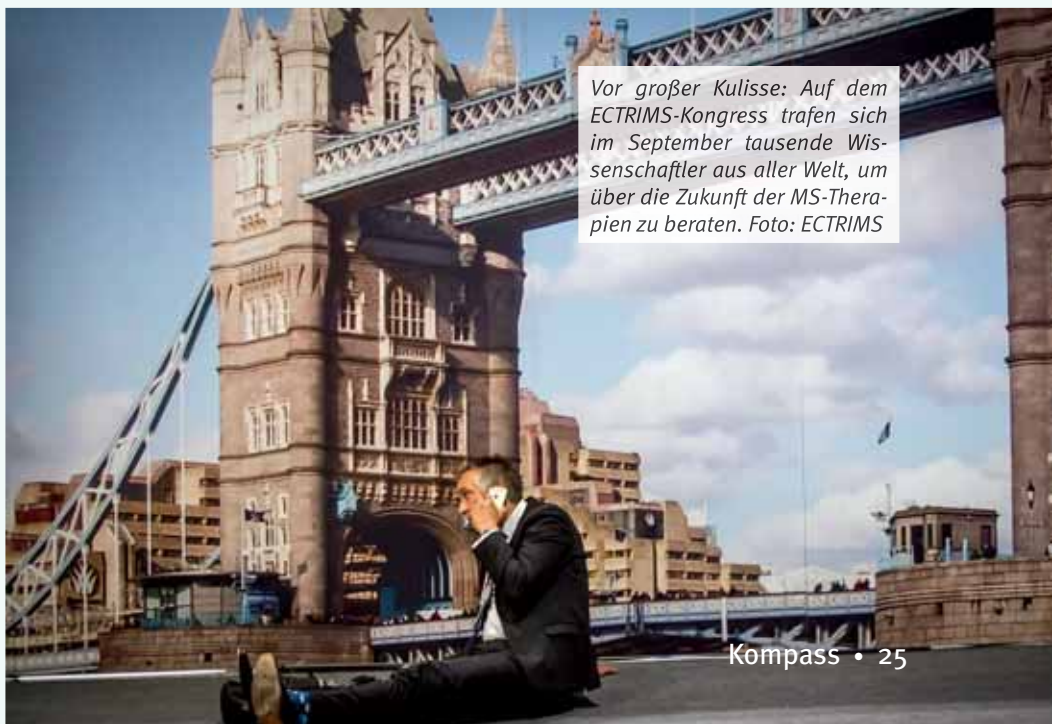 Vor großer Kulisse: Auf dem
ECTRIMS-Kongress trafen sich
im September tausende Wis-
senschaftler aus aller Welt, um
über die Zukunft der MS-Thera-
pien zu beraten. Foto: ECTRIMS
Kompass • 25